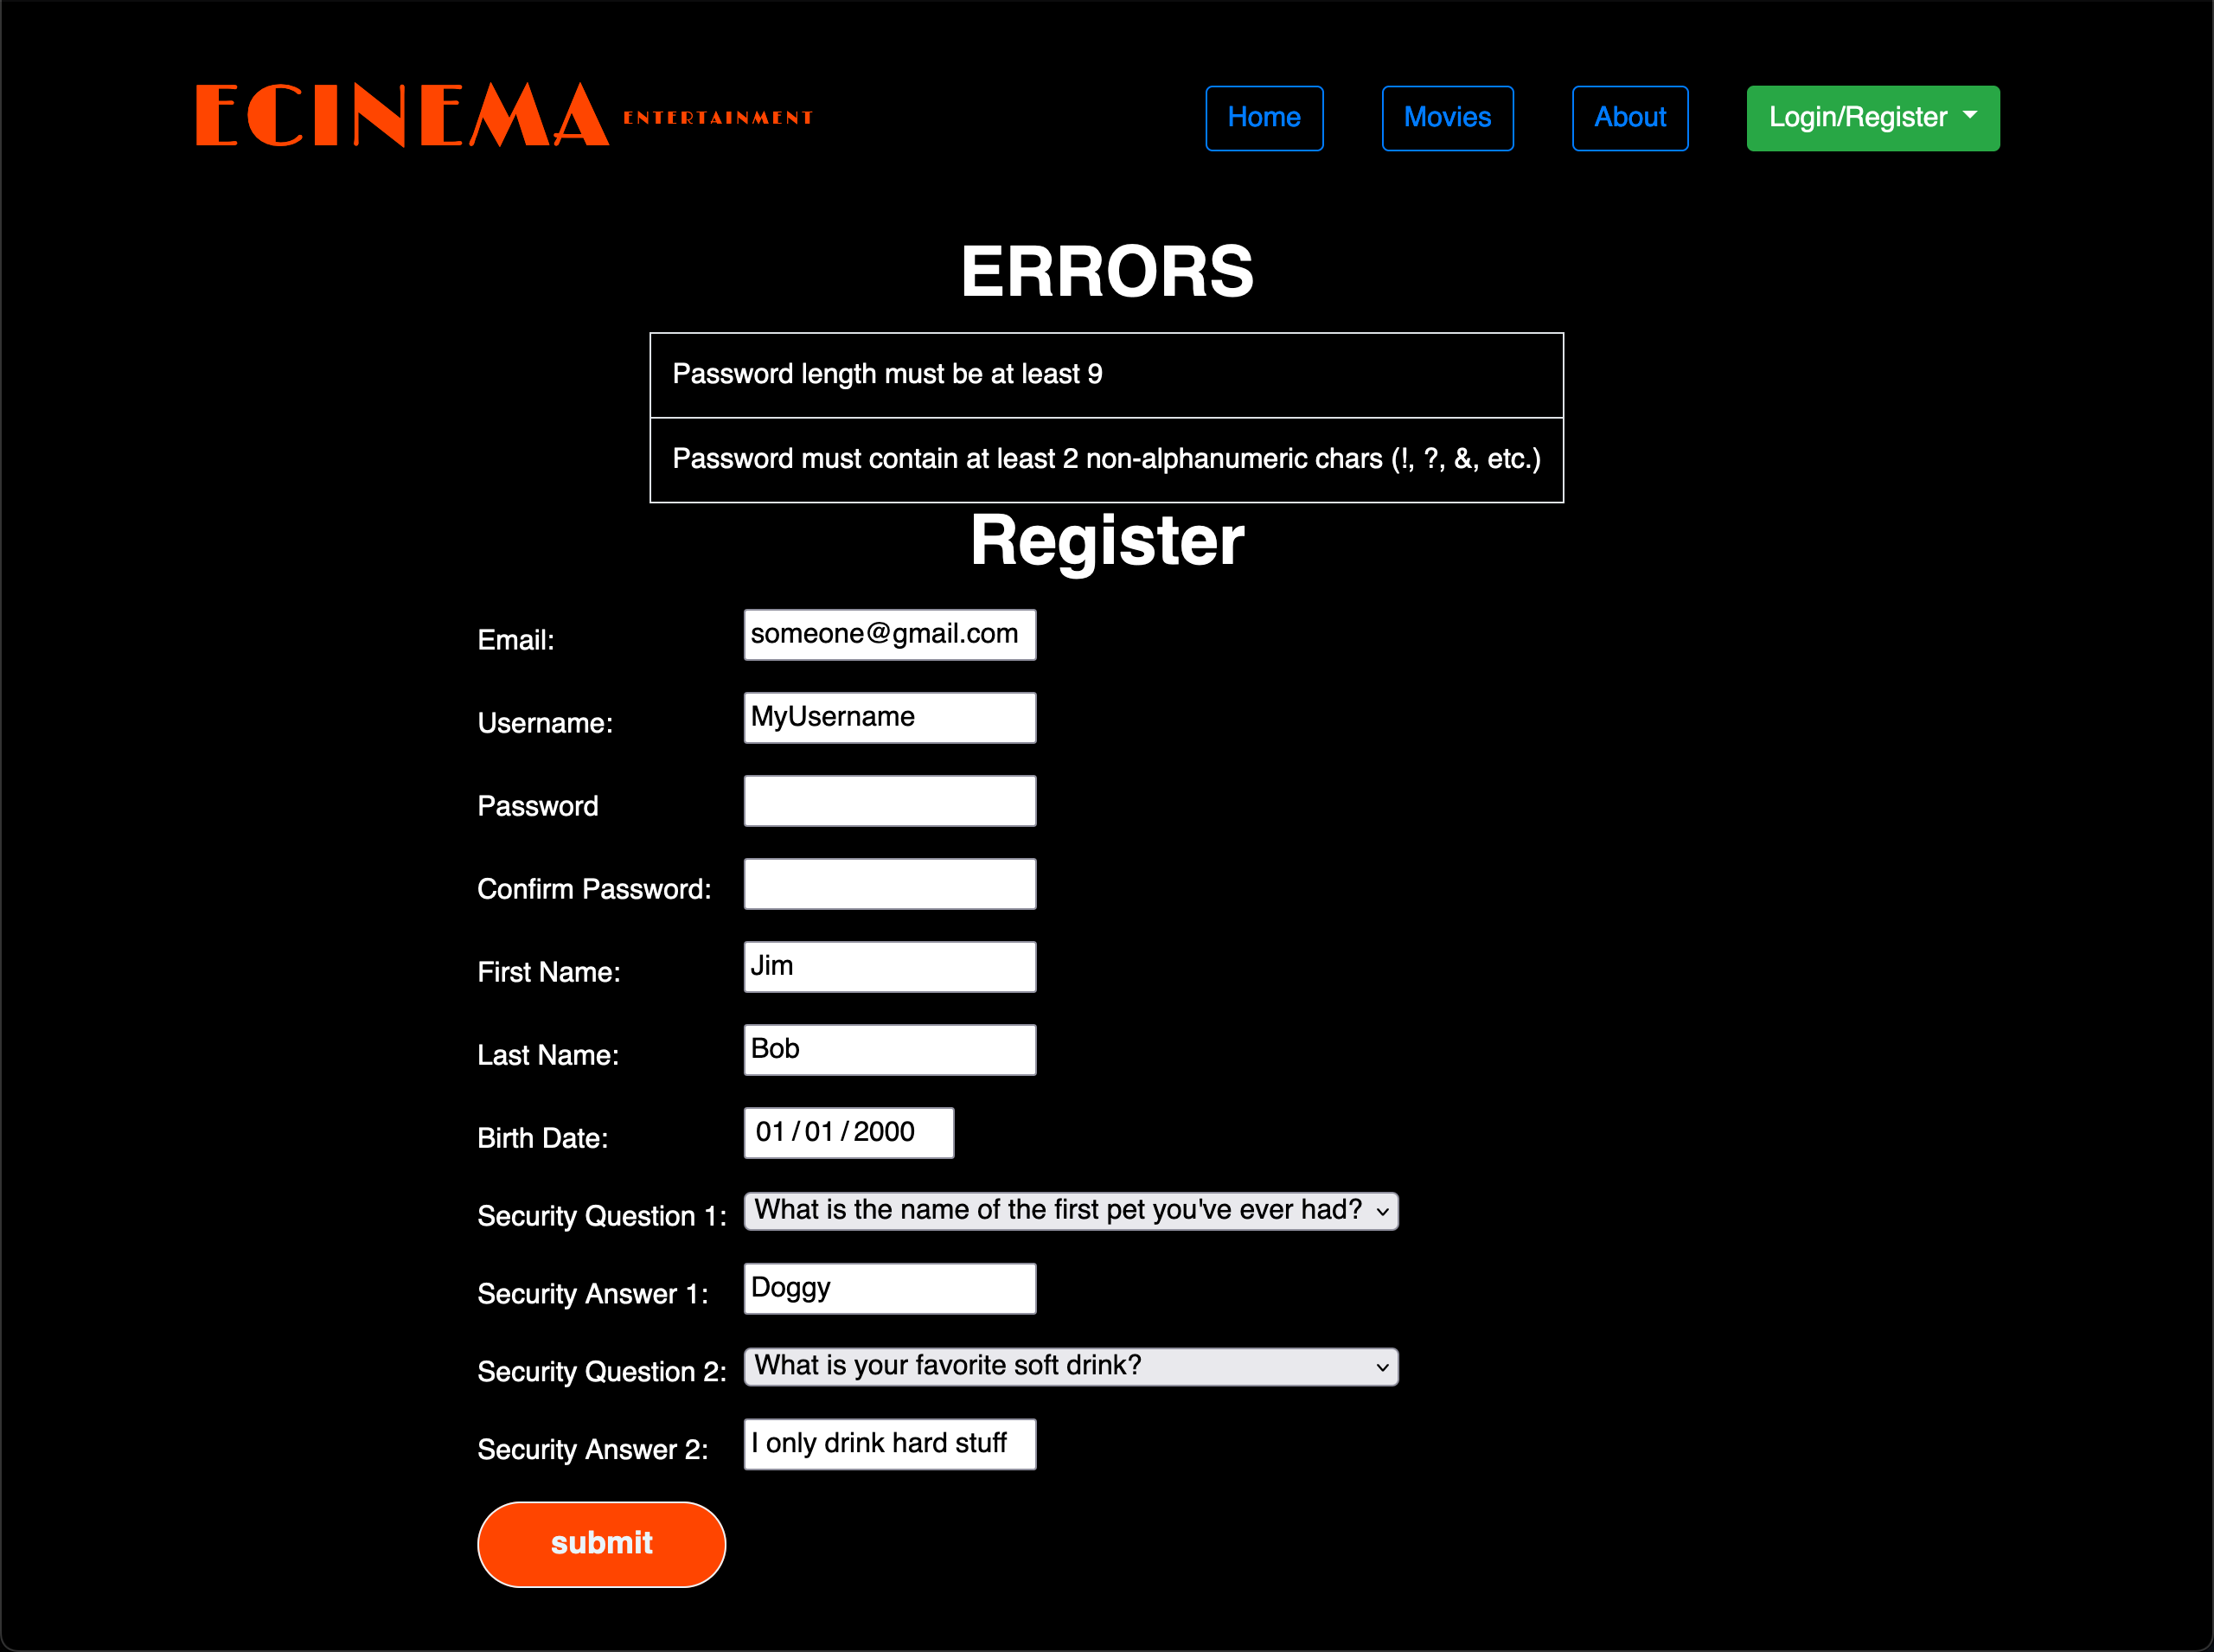 ECINEMA ENTERTAINMENT Home Movies About Login/Register
ERRORS
Password length must be at least 9
Password must contain at least 2 non-alphanumeric chars (!, ?, &, etc.)
Register
Email: someone@gmail.com
Username: MyUsername
Password
Confirm Password:
First Name: Jim
Last Name: Bob
Birth Date: 01/01/2000
Security Question 1: What is the name of the first pet you've ever had?
Security Answer 1: Doggy
Security Question 2: What is your favorite soft drink?
Security Answer 2: I only drink hard stuff
submit